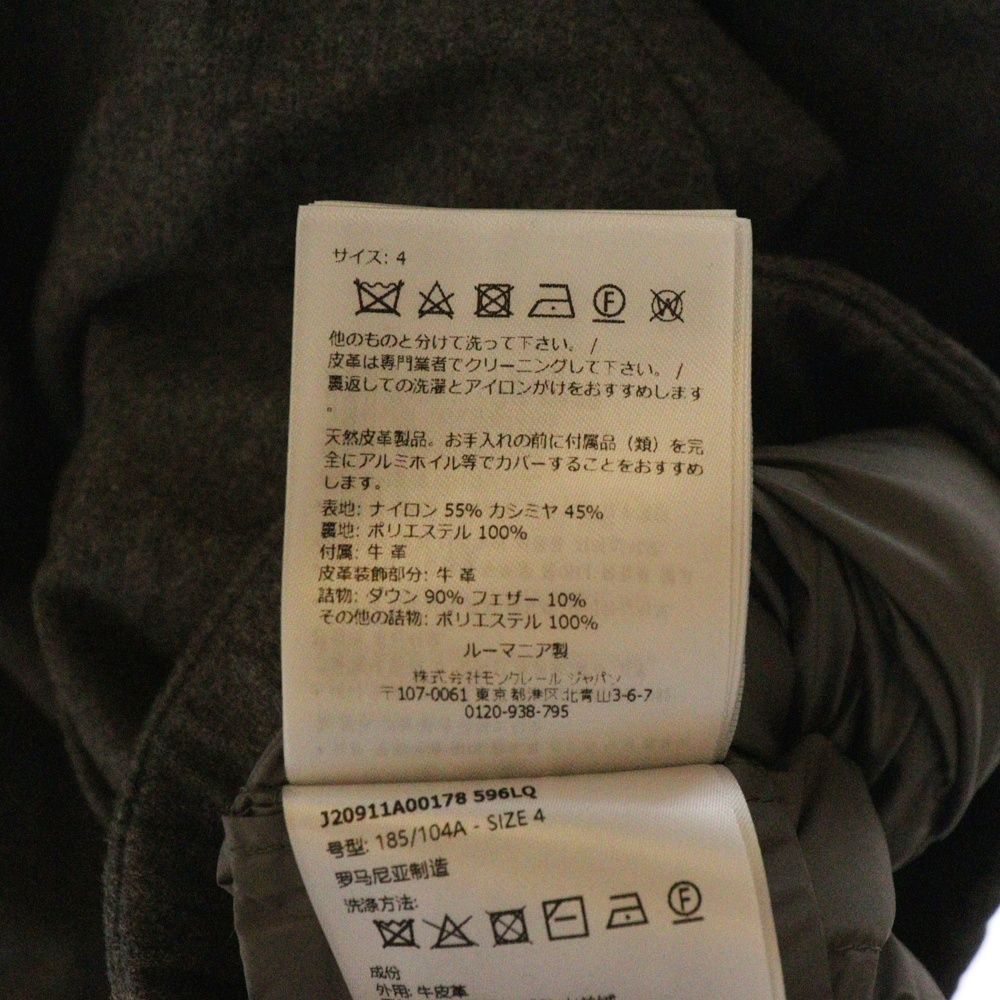 サイズ: 4
F W
他のものと分けて洗って下さい。 /
皮革は専門業者でクリーニングして下さい。 /
裏返しての洗濯とアイロンがけをおすすめします
。
天然皮革製品。お手入れの前に付属品（類）を完
全にアルミホイル等でカバーすることをおすすめ
します。
表地: ナイロン 55% カシミヤ 45%
裏地: ポリエステル 100%
付属: 牛 革
皮革装飾部分: 牛 革
詰物: ダウン 90% フェザー 10%
その他の詰物: ポリエステル 100%
ルーマニア製
株式会社モンクレール ジャパン
〒107-0061 東京都港区北青山3-6-7
0120-938-795
J20911A00178 596LQ
号型: 185/104A - SIZE 4
罗马尼亚制造
洗涤方法:
F
成份
外用: 牛皮革